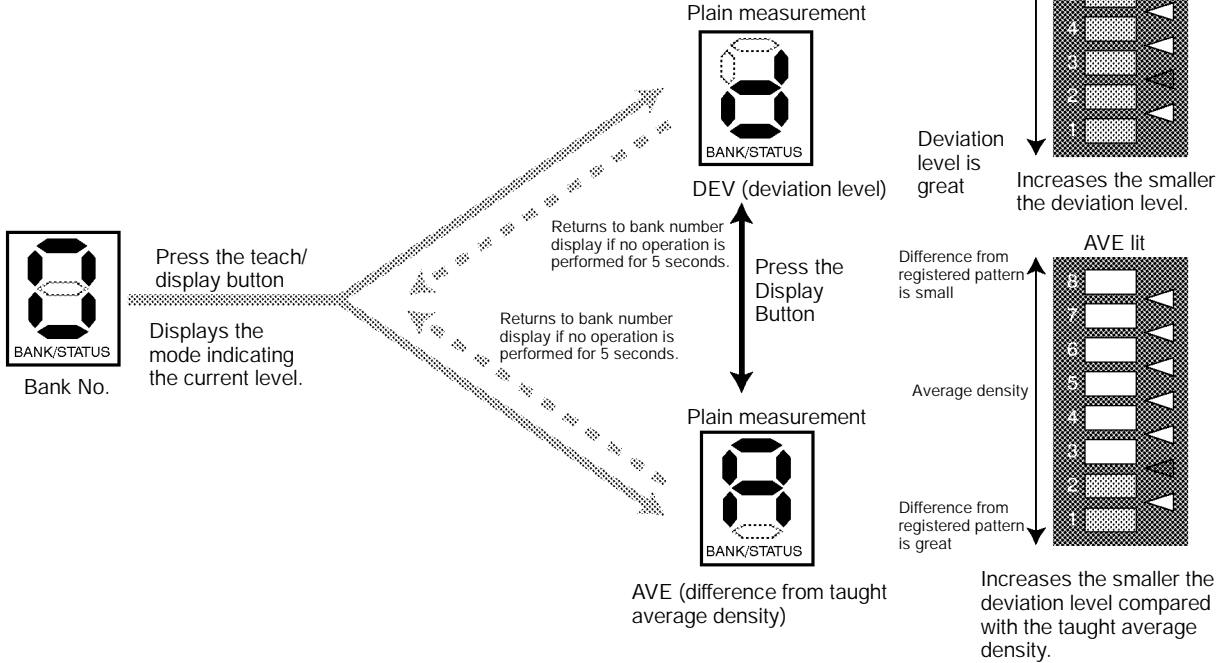 Plain measurement
BANK/STATUS
DEV (deviation level)
4
3
2
1
Deviation
level is
great
Increases the smaller
the deviation level.
BANK/STATUS
Bank No.
Press the teach/
display button
Displays the
mode indicating
the current level.
Returns to bank number
display if no operation is
performed for 5 seconds.
Press the
Display
Button
Returns to bank number
display if no operation is
performed for 5 seconds.
Plain measurement
BANK/STATUS
AVE (difference from taught
average density)
AVE lit
Difference from
registered pattern
is small
Average density
Difference from
registered pattern
is great
8
7
6
5
4
3
2
1
Increases the smaller the
deviation level compared
with the taught average
density.